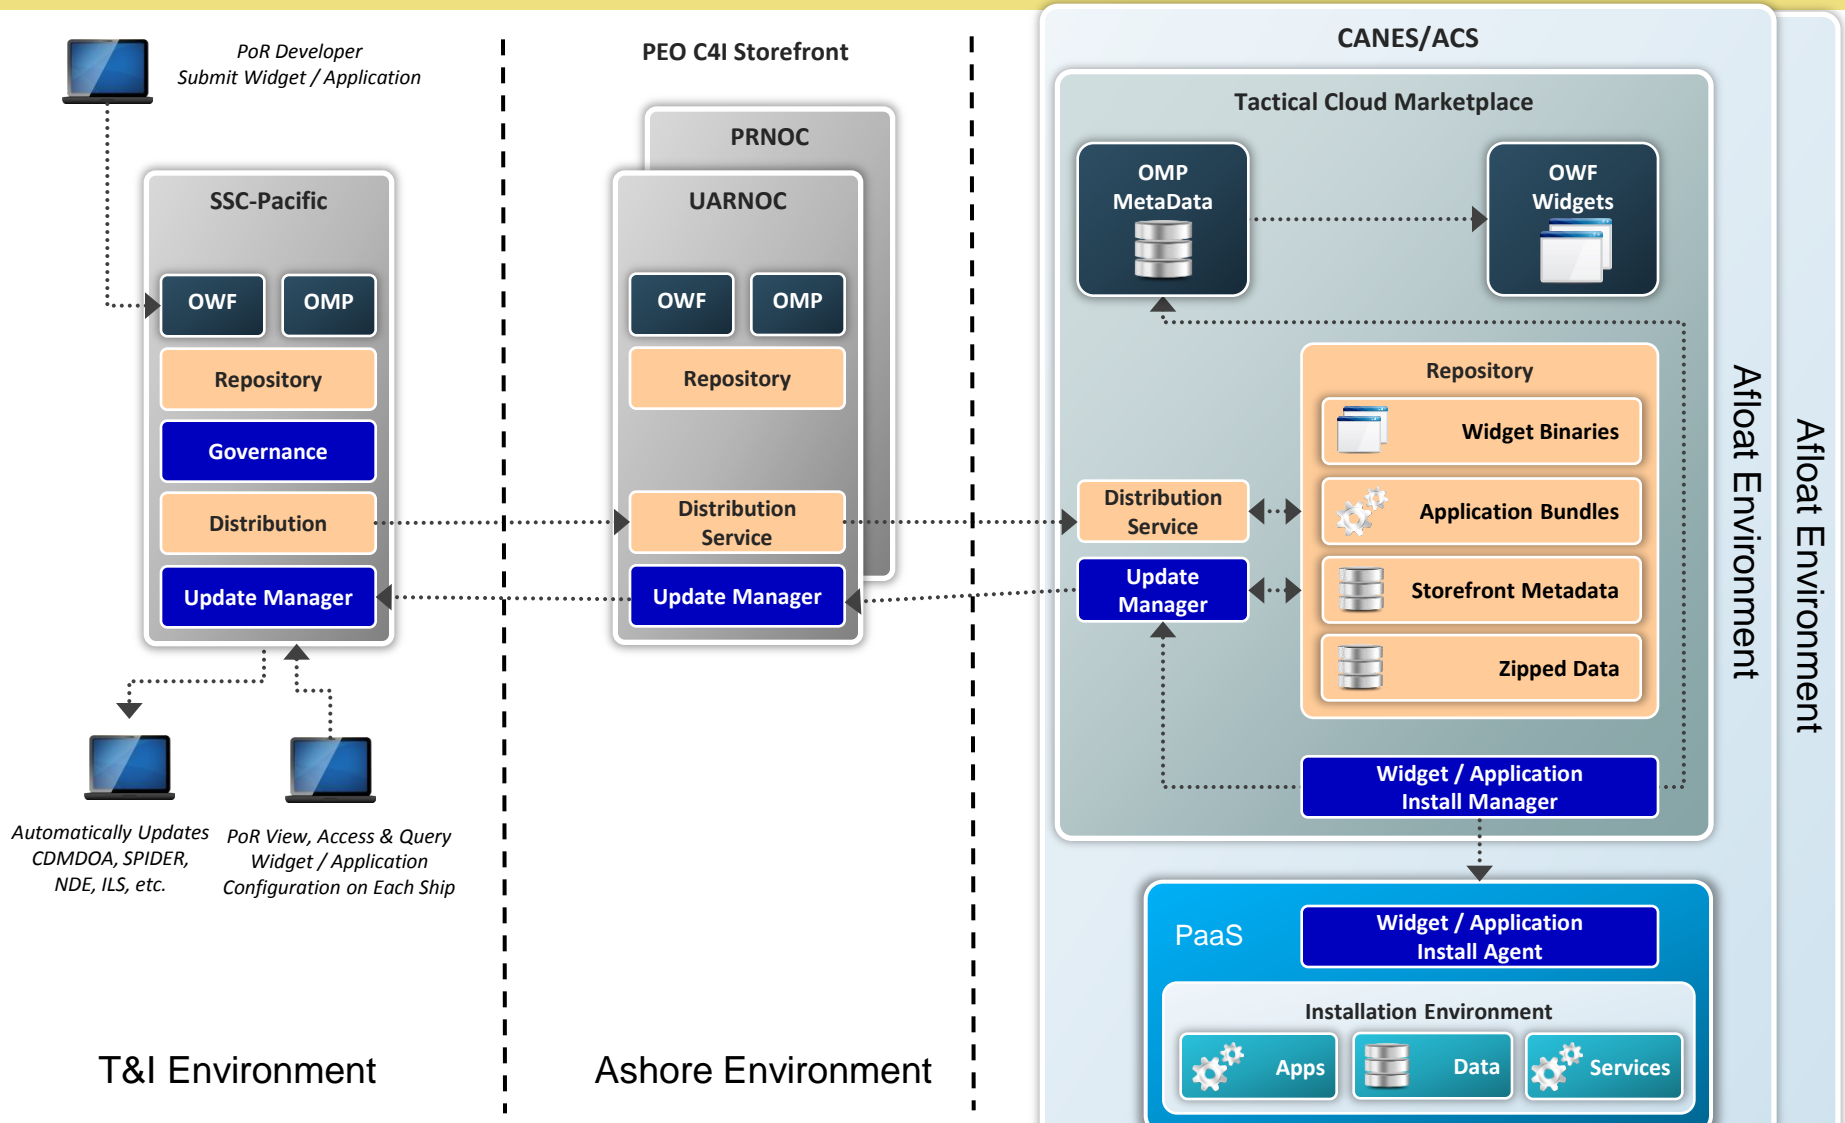 PoR Developer
Submit Widget / Application
SSC-Pacific
OWF
OMP
Repository
Governance
Distribution
Update Manager
Automatically Updates
CDMDOA, SPIDER,
NDE, ILS, etc.
PoR View, Access & Query
Widget / Application
Configuration on Each Ship
T&I Environment
PEO C4I Storefront
PRNOC
UARNOC
OWF
OMP
Repository
Distribution
Service
Update Manager
Ashore Environment
CANES/ACS
Tactical Cloud Marketplace
OMP
MetaData
OWF
Widgets
Repository
Widget Binaries
Application Bundles
Storefront Metadata
Zipped Data
Distribution
Service
Update
Manager
Widget / Application
Install Manager
PaaS
Widget / Application
Install Agent
Installation Environment
Apps
Data
Services
Afloat Environment
Afloat Environment